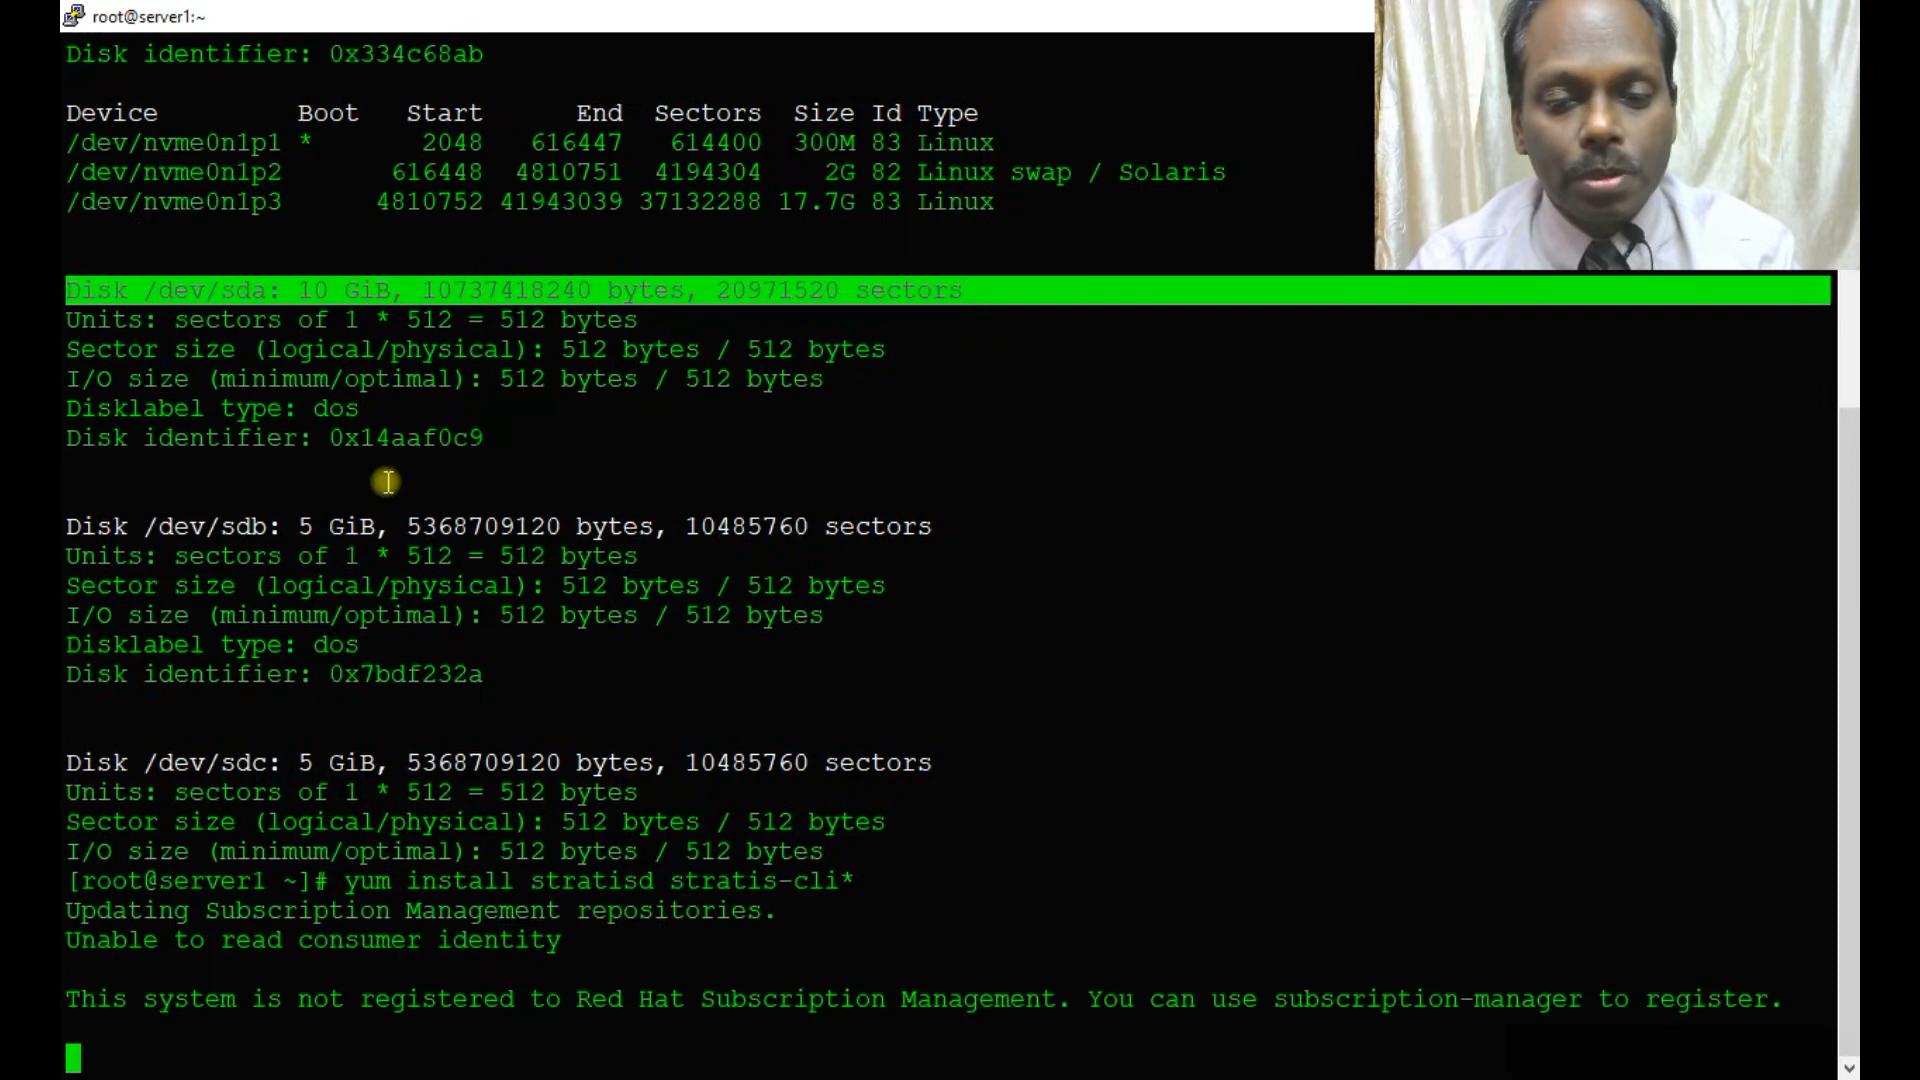 root@server1:~
Disk identifier: 0x334c68ab
Device Boot Start End Sectors Size Id Type
/dev/nvme0n1p1 * 2048 616447 614400 300M 83 Linux
/dev/nvme0n1p2 616448 4810751 4194304 2G 82 Linux swap / Solaris
/dev/nvme0n1p3 4810752 41943039 37132288 17.7G 83 Linux
Disk /dev/sda: 10 GiB, 10737418240 bytes, 20971520 sectors
Units: sectors of 1 * 512 = 512 bytes
Sector size (logical/physical): 512 bytes / 512 bytes
I/O size (minimum/optimal): 512 bytes / 512 bytes
Disklabel type: dos
Disk identifier: 0x14aaf0c9
Disk /dev/sdb: 5 GiB, 5368709120 bytes, 10485760 sectors
Units: sectors of 1 * 512 = 512 bytes
Sector size (logical/physical): 512 bytes / 512 bytes
I/O size (minimum/optimal): 512 bytes / 512 bytes
Disklabel type: dos
Disk identifier: 0x7bdf232a
Disk /dev/sdc: 5 GiB, 5368709120 bytes, 10485760 sectors
Units: sectors of 1 * 512 = 512 bytes
Sector size (logical/physical): 512 bytes / 512 bytes
I/O size (minimum/optimal): 512 bytes / 512 bytes
[root@server1 ~]# yum install stratisd stratis-cli*
Updating Subscription Management repositories.
Unable to read consumer identity
This system is not registered to Red Hat Subscription Management. You can use subscription-manager to register.